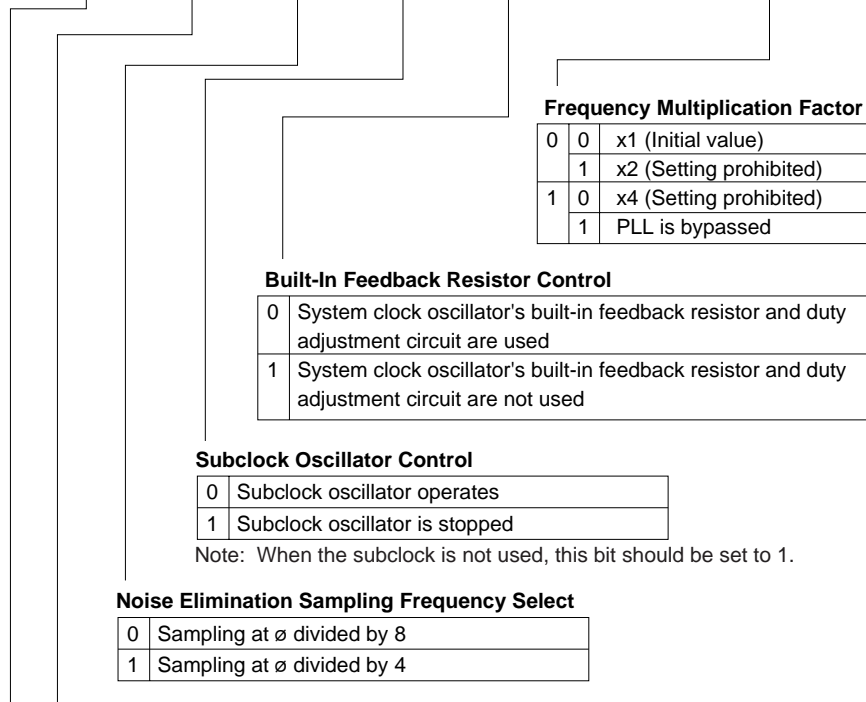 Frequency Multiplication Factor
0 0 x1 (Initial value)
1 x2 (Setting prohibited)
1 0 x4 (Setting prohibited)
1 PLL is bypassed
Built-In Feedback Resistor Control
0 System clock oscillator's built-in feedback resistor and duty
adjustment circuit are used
1 System clock oscillator's built-in feedback resistor and duty
adjustment circuit are not used
Subclock Oscillator Control
0 Subclock oscillator operates
1 Subclock oscillator is stopped
Note: When the subclock is not used, this bit should be set to 1.
Noise Elimination Sampling Frequency Select
0 Sampling at ø divided by 8
1 Sampling at ø divided by 4